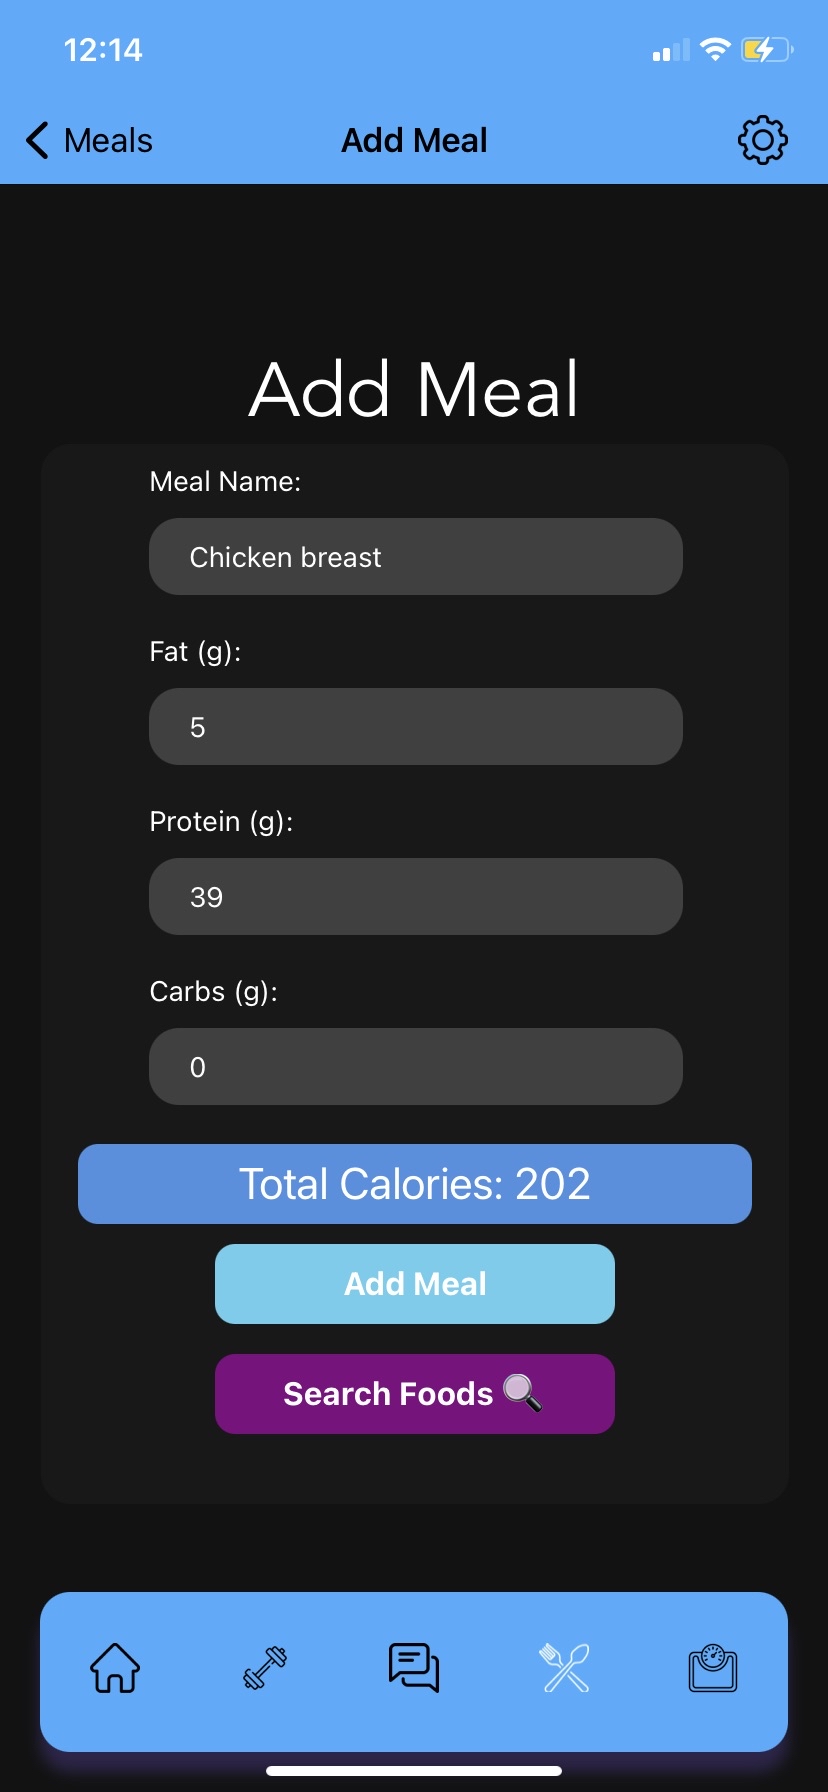 12:14
Meals
Add Meal
Add Meal
Meal Name:
Chicken breast
Fat (g):
5
Protein (g):
39
Carbs (g):
0
Total Calories: 202
Add Meal
Search Foods 🔍